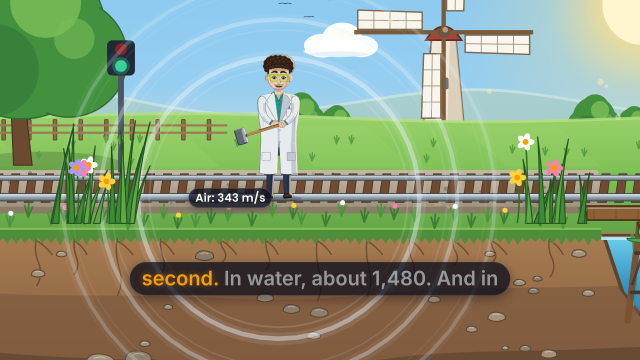 Air: 343 m/s
second. In water, about 1,480. And in